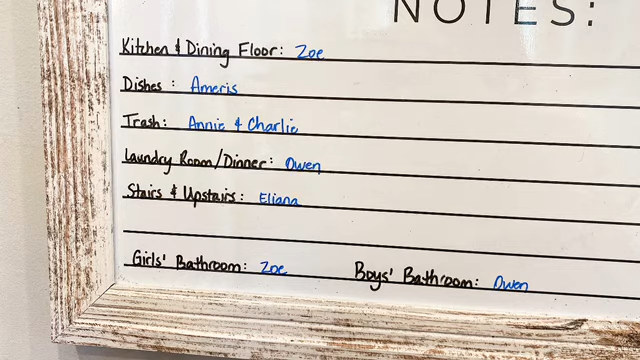 NOTES:
Kitchen & Dining Floor: Zoe
Dishes: Ameris
Trash: Annie & Charlie
Laundry Room/Dinner: Owen
Stairs & Upstairs: Eliana
Girls' Bathroom: Zoe Boys' Bathroom: Owen